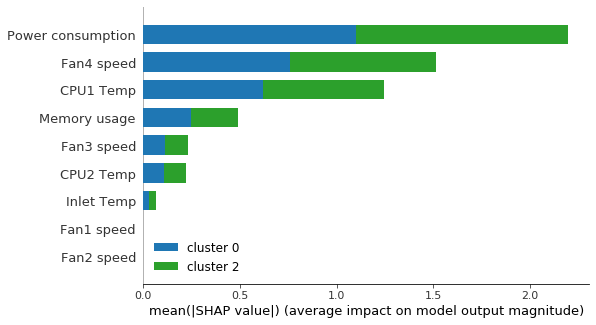 Power consumption
Fan4 speed
CPU1 Temp
Memory usage
Fan3 speed
CPU2 Temp
Inlet Temp
Fan1 speed
Fan2 speed
cluster 0
cluster 2
0.0 0.5 1.0 1.5 2.0
mean(|SHAP value|) (average impact on model output magnitude)